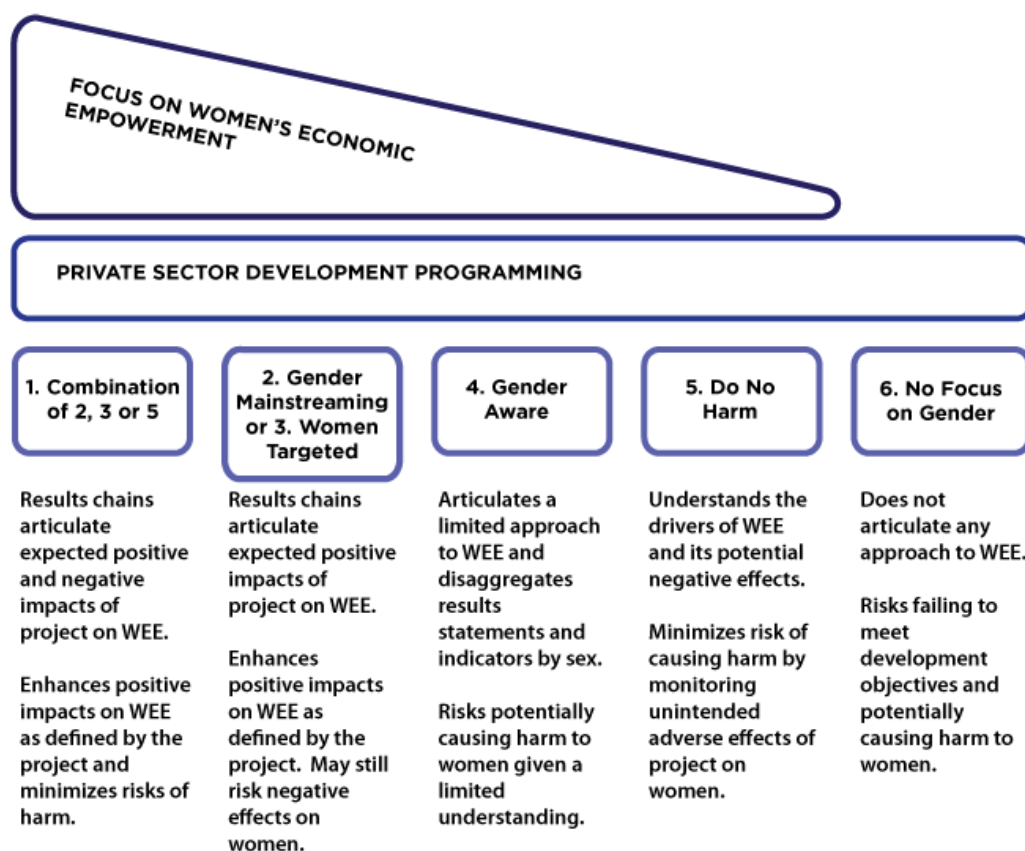 FOCUS ON WOMEN'S ECONOMIC
EMPOWERMENT
PRIVATE SECTOR DEVELOPMENT PROGRAMMING
1. Combination
of 2, 3 or 5
Results chains
articulate
expected positive
and negative
impacts of
project on WEE.
Enhances positive
impacts on WEE
as defined by the
project and
minimizes risks of
harm.
2. Gender
Mainstreaming
or 3. Women
Targeted
Results chains
articulate
expected positive
impacts of
project on WEE.
Enhances
positive impacts
on WEE as
defined by the
project.  May still
risk negative
effects on
women.
4. Gender
Aware
Articulates a
limited approach
to WEE and
disaggregates
results
statements and
indicators by sex.
Risks potentially
causing harm to
women given a
limited
understanding.
5. Do No
Harm
Understands the
drivers of WEE
and its potential
negative effects.
Minimizes risk of
causing harm by
monitoring
unintended
adverse effects of
project on
women.
6. No Focus
on Gender
Does not
articulate any
approach to WEE.
Risks failing to
meet
development
objectives and
potentially
causing harm to
women.